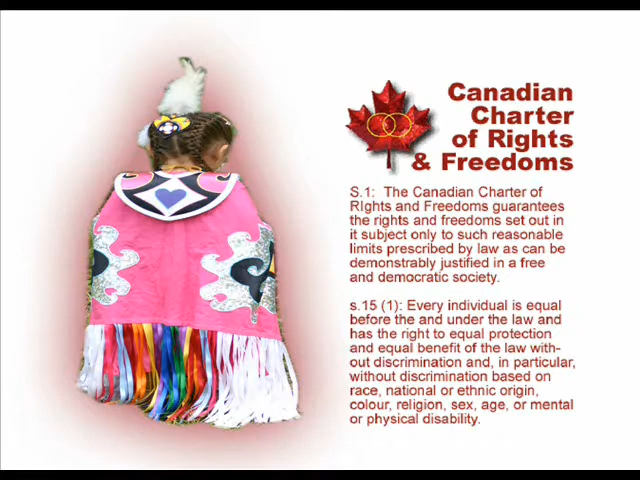 Canadian
Charter
of Rights
& Freedoms
S.1: The Canadian Charter of
RIghts and Freedoms guarantees
the rights and freedoms set out in
it subject only to such reasonable
limits prescribed by law as can be
demonstrably justified in a free
and democratic society.
s.15 (1): Every individual is equal
before the and under the law and
has the right to equal protection
and equal benefit of the law with-
out discrimination and, in particular,
without discrimination based on
race, national or ethnic origin,
colour, religion, sex, age, or mental
or physical disability.